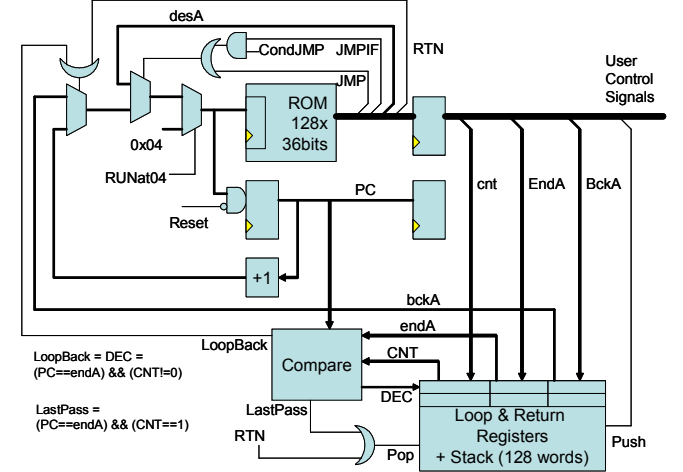 desA
CondJMP
JMPIF
RTN
JMP
User
Control
Signals
ROM
128x
36bits
0x04
RUNat04
PC
cnt
EndA
BckA
Reset
+1
bckA
endA
LoopBack
CNT
Compare
LoopBack = DEC =
(PC==endA) && (CNT!=0)
DEC
LastPass
LastPass =
(PC==endA) && (CNT==1)
Loop & Return
Registers
+ Stack (128 words)
RTN
Pop
Push